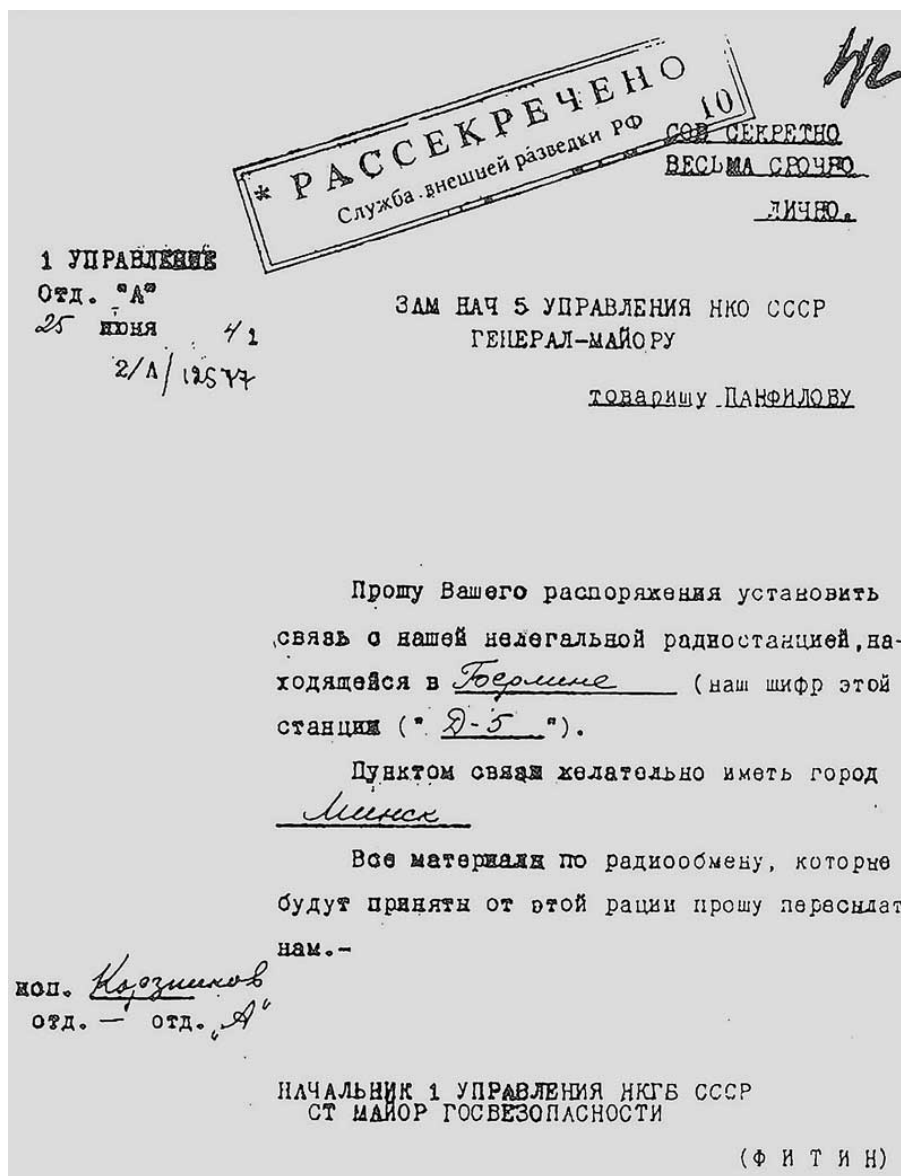 42
* РАССЕКРЕЧЕНО
Служба внешней разведки РФ
10
СОВ СЕКРЕТНО
ВЕСЬМА СРОЧНО
ЛИЧНО.
1 УПРАВЛЕНИЕ
Отд. "А"
25 июня 41
2/А/12577
ЗАМ НАЧ 5 УПРАВЛЕНИЯ НКО СССР
ГЕНЕРАЛ-МАЙОРУ
товарищу ПАНФИЛОВУ
Прошу Вашего распоряжения установить
связь с нашей нелегальной радиостанцией,на-
ходящейся в Берлине (наш шифр этой
станции (" Д-5 ").
Пунктом связи желательно иметь город
Минск
Все материалы по радиообмену, которые
будут приняты от этой рации прошу пересылат
нам.-
исп. Корзников
отд. — отд. „А"
НАЧАЛЬНИК 1 УПРАВЛЕНИЯ НКГБ СССР
СТ МАЙОР ГОСБЕЗОПАСНОСТИ
(Ф И Т И Н)